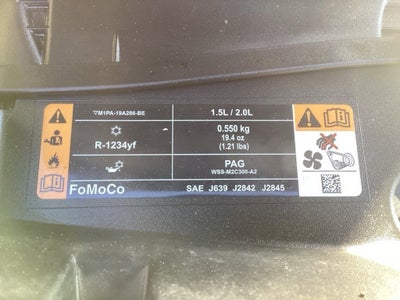 ▽M1PA-19A286-BE
1.5L / 2.0L
R-1234yf
0.550 kg
19.4 oz
(1.21 lbs)
PAG
WSS-M2C300-A2
FoMoCo
SAE J639 J2842 J2845